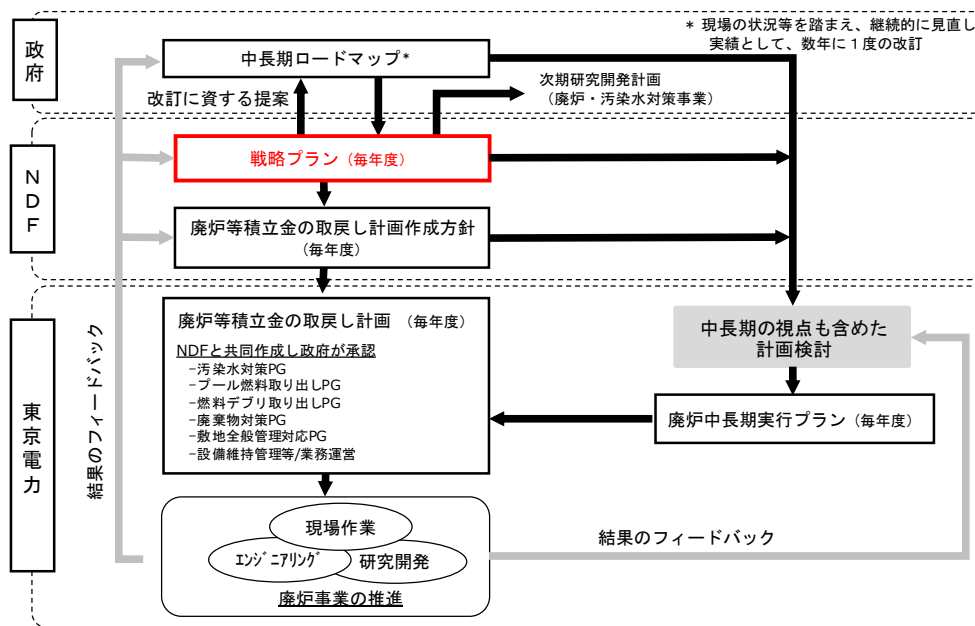 政府
* 現場の状況等を踏まえ、継続的に見直し
実績として、数年に1度の改訂
中長期ロードマップ*
改訂に資する提案
次期研究開発計画
(廃炉・汚染水対策事業)
NDF
戦略プラン(毎年度)
廃炉等積立金の取戻し計画作成方針
(毎年度)
東京電力
結果のフィードバック
廃炉等積立金の取戻し計画 (毎年度)
NDFと共同作成し政府が承認
-汚染水対策PG
-プール燃料取り出しPG
-燃料デブリ取り出しPG
-廃棄物対策PG
-敷地全般管理対応PG
-設備維持管理等/業務運営
中長期の視点も含めた
計画検討
廃炉中長期実行プラン(毎年度)
現場作業
エンジニアリング
研究開発
廃炉事業の推進
結果のフィードバック